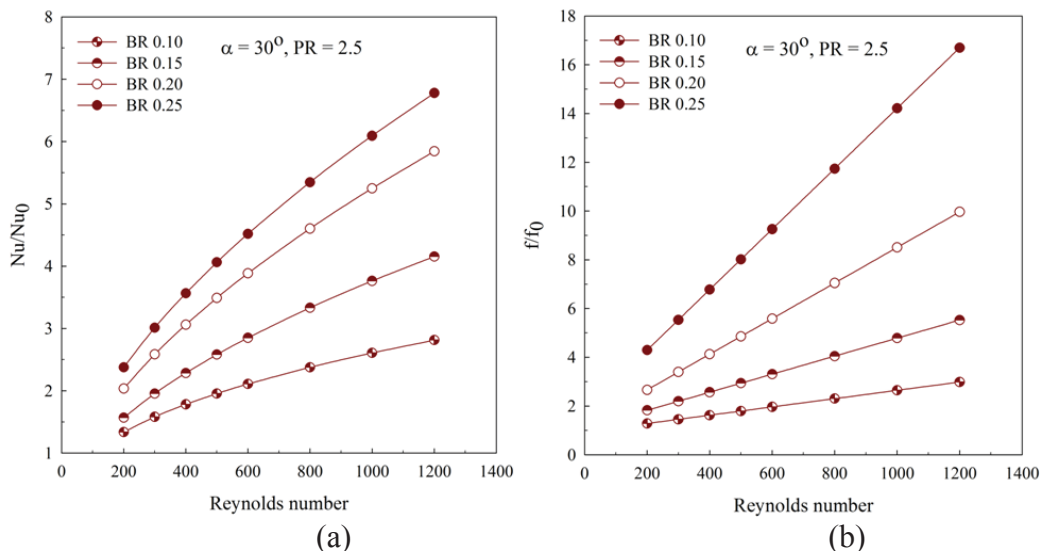 8
7
6
5
4
3
2
1
Nu/Nu0
α = 30O, PR = 2.5
BR 0.10
BR 0.15
BR 0.20
BR 0.25
0 200 400 600 800 1000 1200 1400
Reynolds number
(a)
18
16
14
12
10
8
6
4
2
0
f/f0
α = 30O, PR = 2.5
BR 0.10
BR 0.15
BR 0.20
BR 0.25
0 200 400 600 800 1000 1200 1400
Reynolds number
(b)